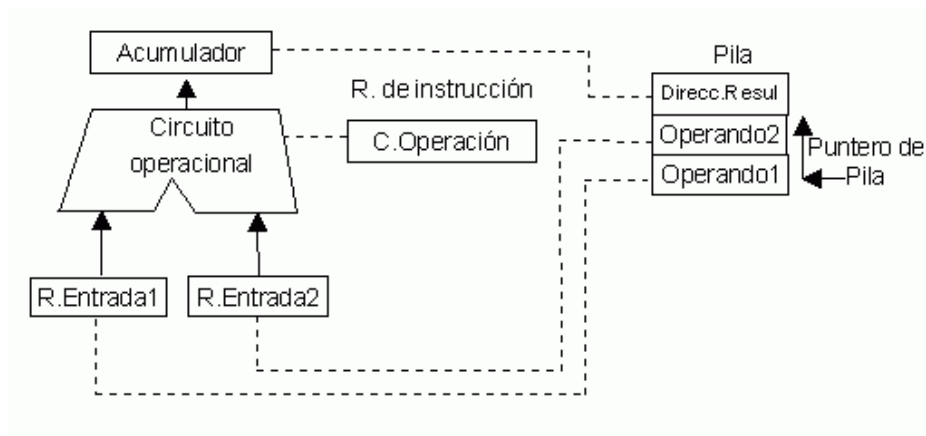 Acumulador
Pila
R. de instrucción
Direcc.Resul
Circuito
operacional
C.Operación
Operando2
Operando1
Puntero de
Pila
R.Entrada1
R.Entrada2